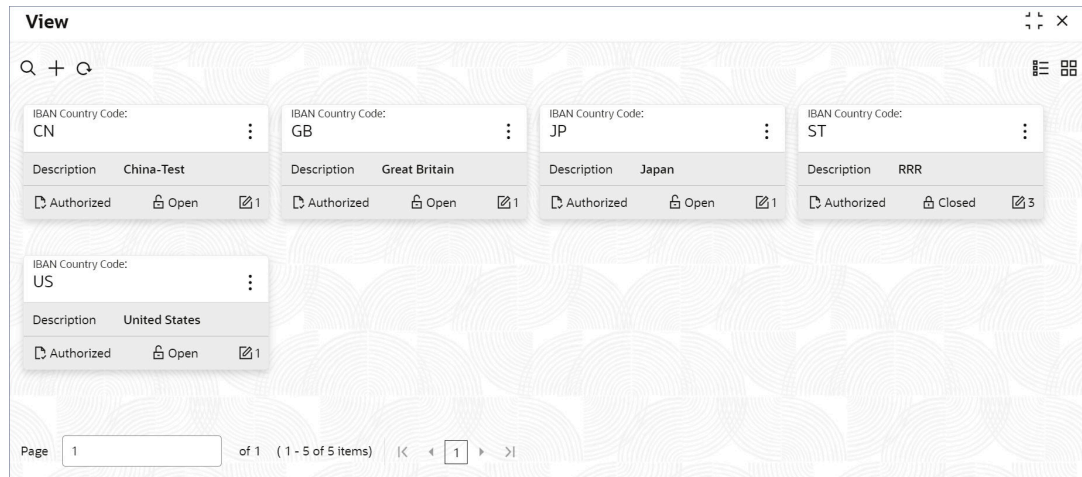 View
IBAN Country Code:
CN
Description China-Test
Authorized Open 1
IBAN Country Code:
GB
Description Great Britain
Authorized Open 1
IBAN Country Code:
JP
Description Japan
Authorized Open 1
IBAN Country Code:
ST
Description RRR
Authorized Closed 3
IBAN Country Code:
US
Description United States
Authorized Open 1
Page 1 of 1 ( 1 - 5 of 5 items) 1